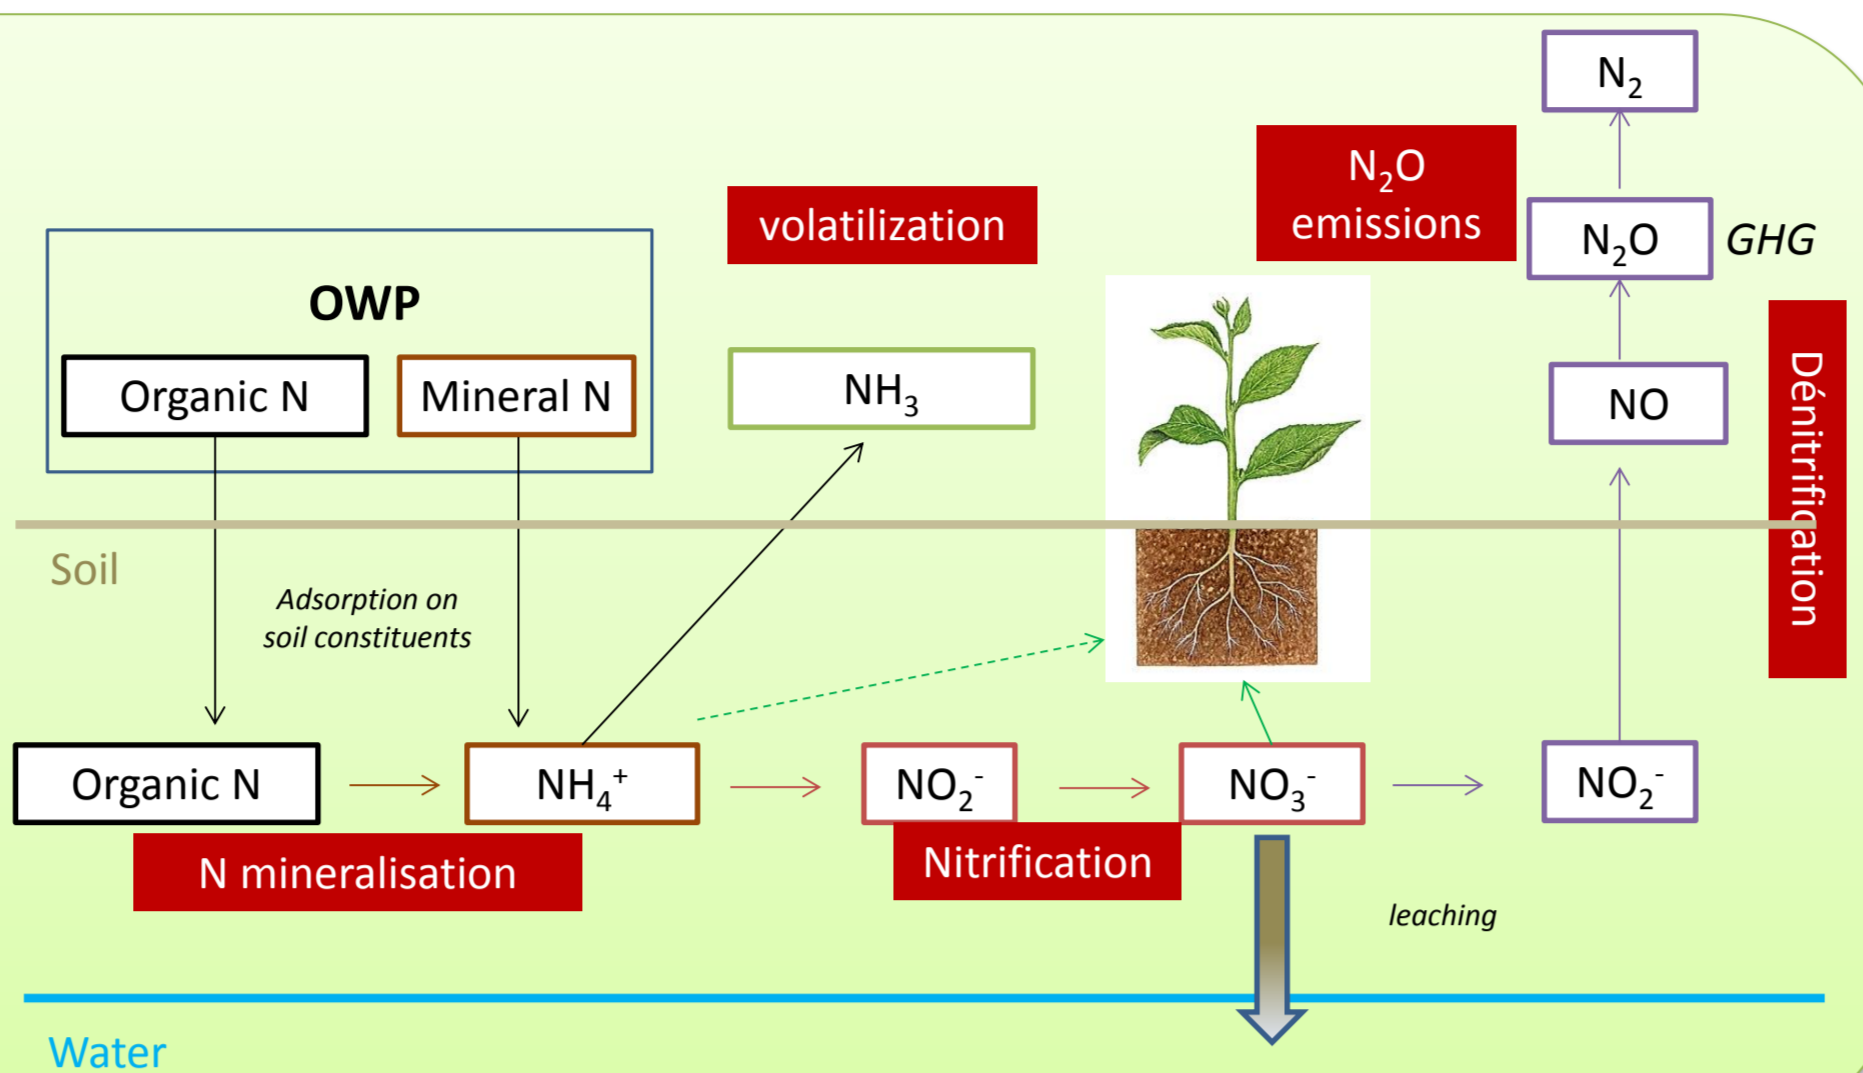 N₂
N₂O
emissions
volatilization
N₂O
GHG
OWP
Organic N
Mineral N
NH₃
NO
Dénitrification
Soil
Adsorption on
soil constituents
Organic N
NH₄⁺
NO₂⁻
NO₃⁻
NO₂⁻
N mineralisation
Nitrification
leaching
Water